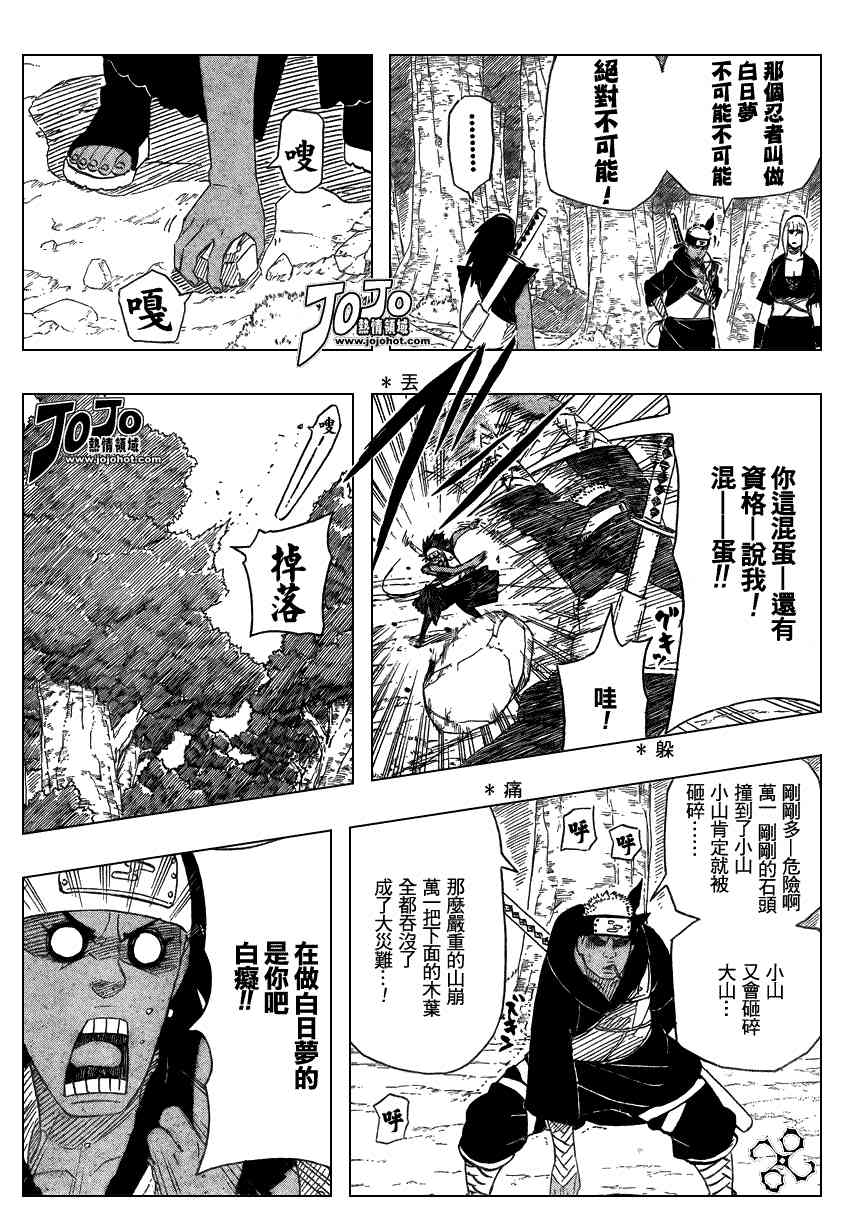 那個忍者叫做
白日夢
不可能不可能
絕對不可能！
………
嗖
嘎
JOJO
熱情領域
www.jojohot.com
* 丟
你這混蛋—還有
資格—說我！
混——蛋!!
哇！
* 躲
嗖
掉落
JOJO
熱情領域
www.jojohot.com
* 痛
剛剛多—危險啊
萬一 剛剛的石頭
撞到了小山
小山肯定就被
砸碎……
小山
又會砸碎
大山…
呼
呼
那麼嚴重的山崩
萬一把下面的木葉
全都吞沒了
成了大災難…！
呼
在做白日夢的
是你吧
白癡!!